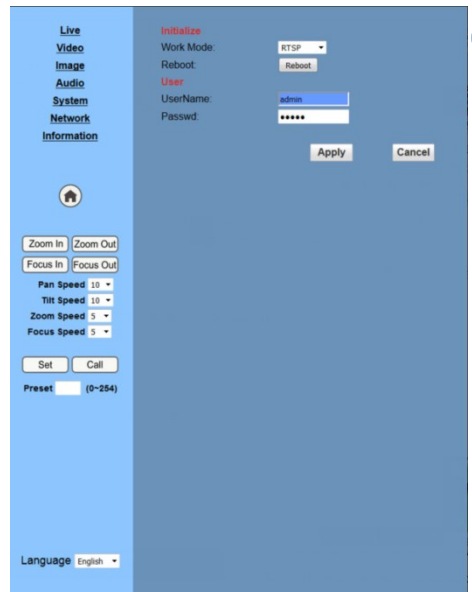 Live
Video
Image
Audio
System
Network
Information
Zoom In Zoom Out
Focus In Focus Out
Pan Speed 10
Tilt Speed 10
Zoom Speed 5
Focus Speed 5
Set Call
Preset (0~254)
Language English
Initialize
Work Mode: RTSP
Reboot: Reboot
User
UserName: admin
Passwd: •••••
Apply Cancel